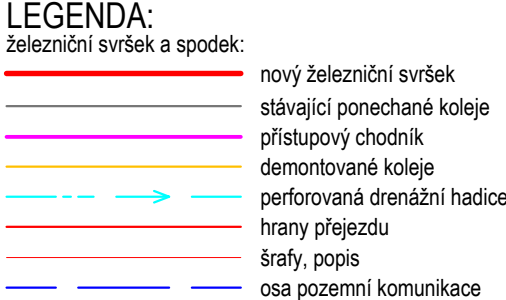 LEGENDA:
železniční svršek a spodek:
nový železniční svršek
stávající ponechané koleje
přístupový chodník
demontované koleje
perforovaná drenážní hadice
hrany přejezdu
šrafy, popis
osa pozemní komunikace